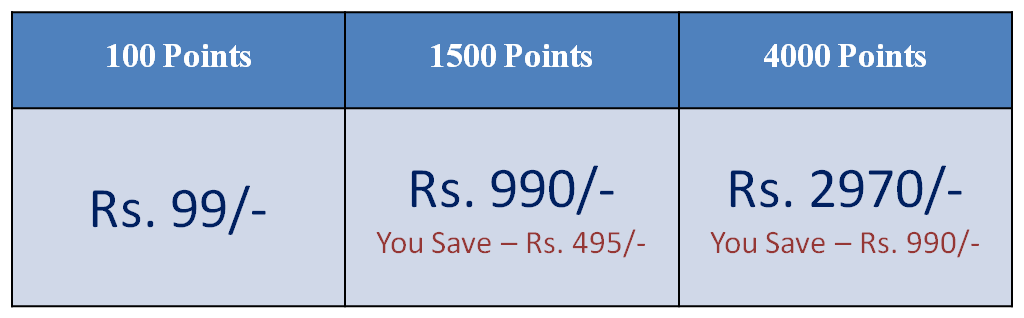 100 Points
1500 Points
4000 Points
Rs. 99/-
Rs. 990/-
You Save – Rs. 495/-
Rs. 2970/-
You Save – Rs. 990/-